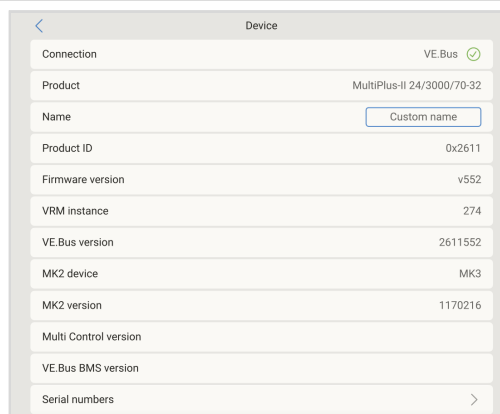 Device
Connection VE.Bus
Product MultiPlus-II 24/3000/70-32
Name Custom name
Product ID 0x2611
Firmware version v552
VRM instance 274
VE.Bus version 2611552
MK2 device MK3
MK2 version 1170216
Multi Control version
VE.Bus BMS version
Serial numbers